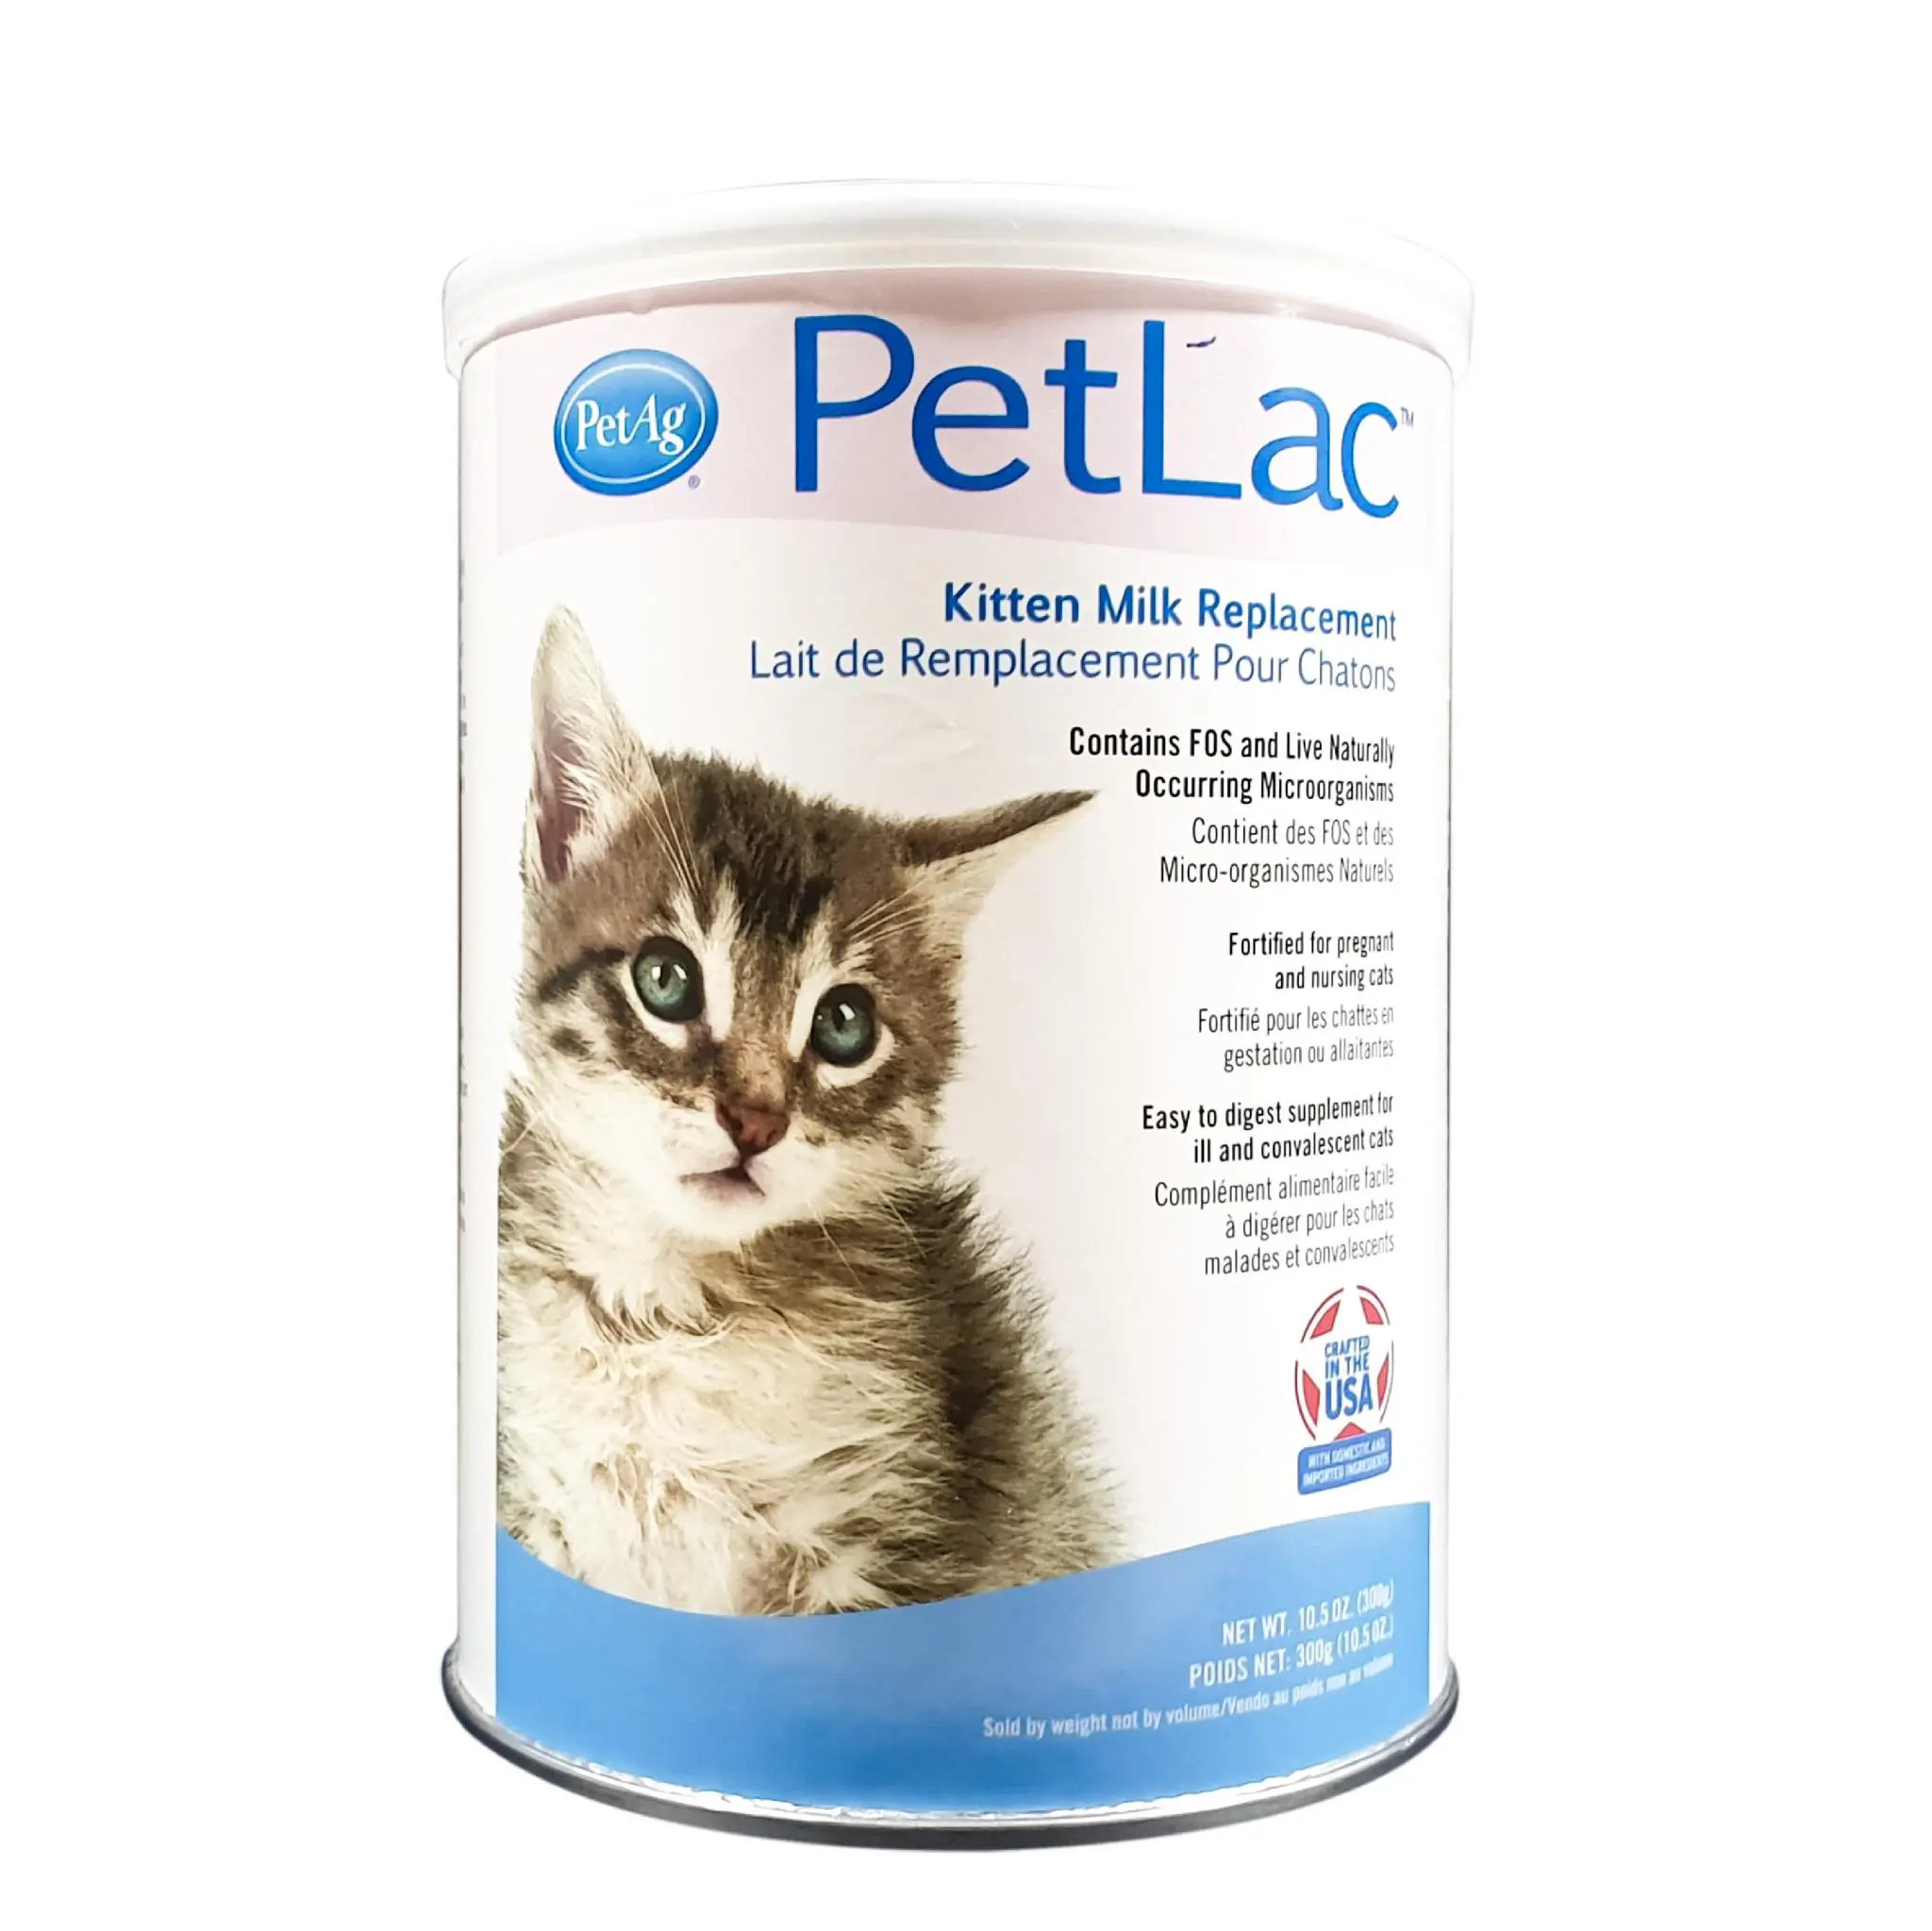 PetAg®
PetLac™
Kitten Milk Replacement
Lait de Remplacement Pour Chatons
Contains FOS and Live Naturally
Occurring Microorganisms
Contient des FOS et des
Micro-organismes Naturels
Fortified for pregnant
and nursing cats
Fortifié pour les chattes en
gestation ou allaitantes
Easy to digest supplement for
ill and convalescent cats
Complément alimentaire facile
à digérer pour les chats
malades et convalescents
CRAFTED
IN THE
USA
WITH DOMESTIC AND
IMPORTED INGREDIENTS
NET WT. 10.5 OZ. (300g)
POIDS NET: 300g (10.5 OZ.)
Sold by weight not by volume/Vendo au poids non au volume